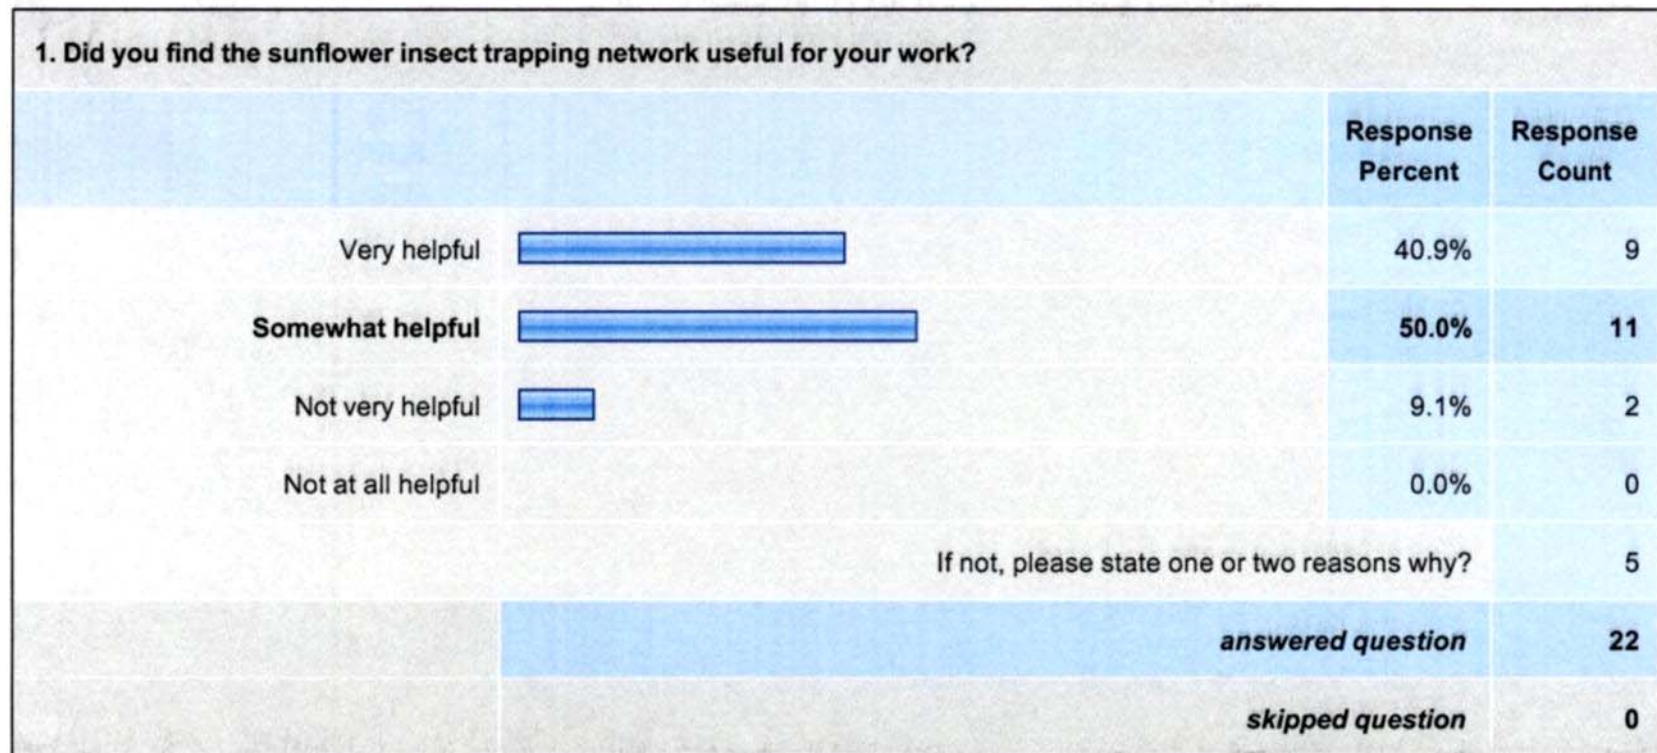 1. Did you find the sunflower insect trapping network useful for your work?
Response Percent Response Count
Very helpful 40.9% 9
Somewhat helpful 50.0% 11
Not very helpful 9.1% 2
Not at all helpful 0.0% 0
If not, please state one or two reasons why? 5
answered question 22
skipped question 0